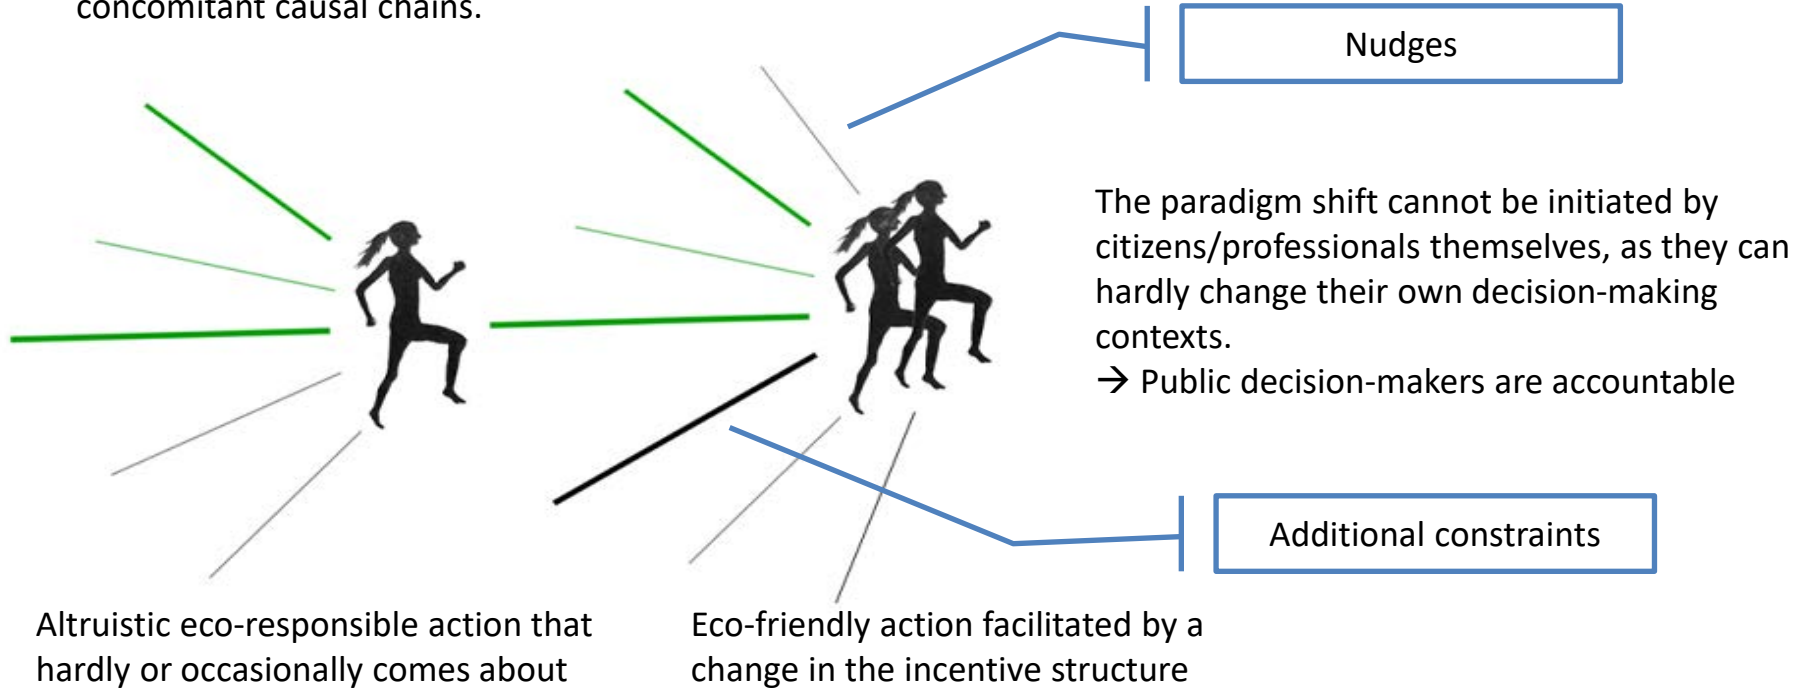 concomitant causal chains.
Nudges
The paradigm shift cannot be initiated by
citizens/professionals themselves, as they can
hardly change their own decision-making
contexts.
→ Public decision-makers are accountable
Additional constraints
Altruistic eco-responsible action that
hardly or occasionally comes about
Eco-friendly action facilitated by a
change in the incentive structure